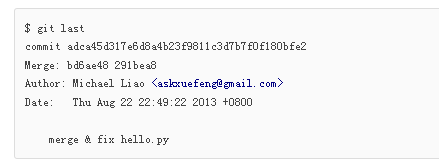 $ git last
commit adca45d317e6d8a4b23f9811c3d7b7f0f180bfe2
Merge: bd6ae48 291bea8
Author: Michael Liao <askxuefeng@gmail.com>
Date:   Thu Aug 22 22:49:22 2013 +0800
    merge & fix hello.py